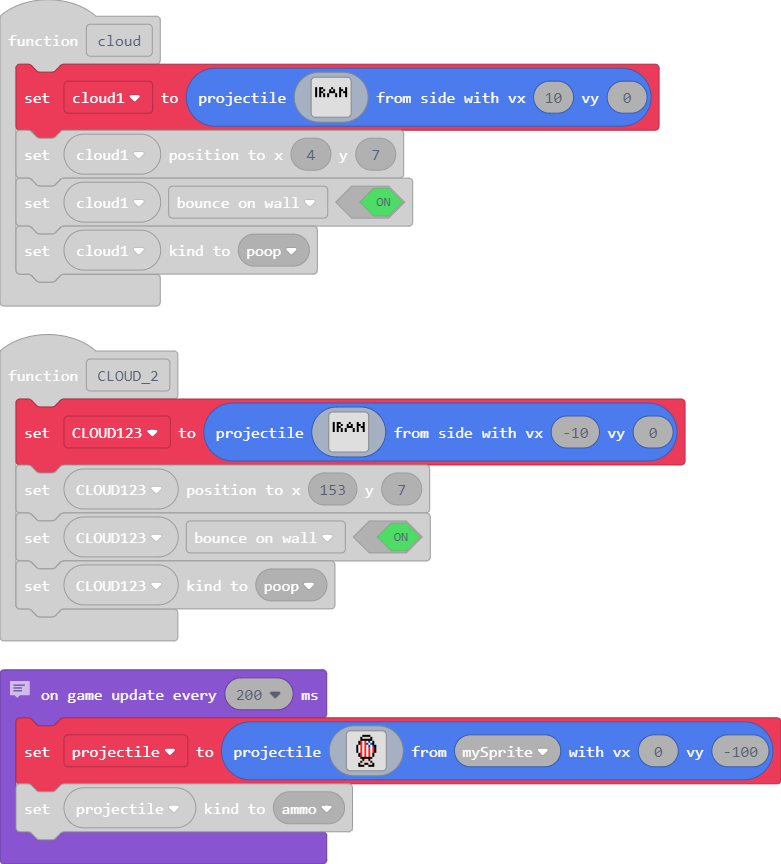 function cloud
set cloud1 to projectile IRAN from side with vx 10 vy 0
set cloud1 position to x 4 y 7
set cloud1 bounce on wall ON
set cloud1 kind to poop
function CLOUD_2
set CLOUD123 to projectile IRAN from side with vx -10 vy 0
set CLOUD123 position to x 153 y 7
set CLOUD123 bounce on wall ON
set CLOUD123 kind to poop
on game update every 200 ms
set projectile to projectile from mySprite with vx 0 vy -100
set projectile kind to ammo